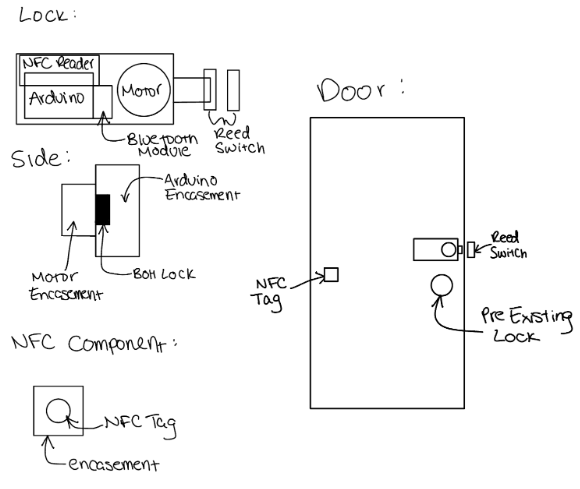 Lock:
NFC Reader
Arduino
Motor
Bluetooth
Module
Reed
Switch
Side:
Arduino
Encasement
Motor
Encasement
Bolt Lock
NFC Component:
NFC Tag
encasement
Door:
Reed
Switch
NFC
Tag
Pre Existing
Lock